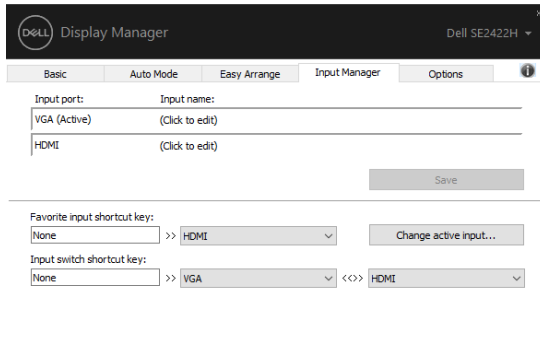 DELL Display Manager
Dell SE2422H
Basic Auto Mode Easy Arrange Input Manager Options
Input port: Input name:
VGA (Active) (Click to edit)
HDMI (Click to edit)
Save
Favorite input shortcut key:
None >> HDMI Change active input...
Input switch shortcut key:
None >> VGA <<>> HDMI